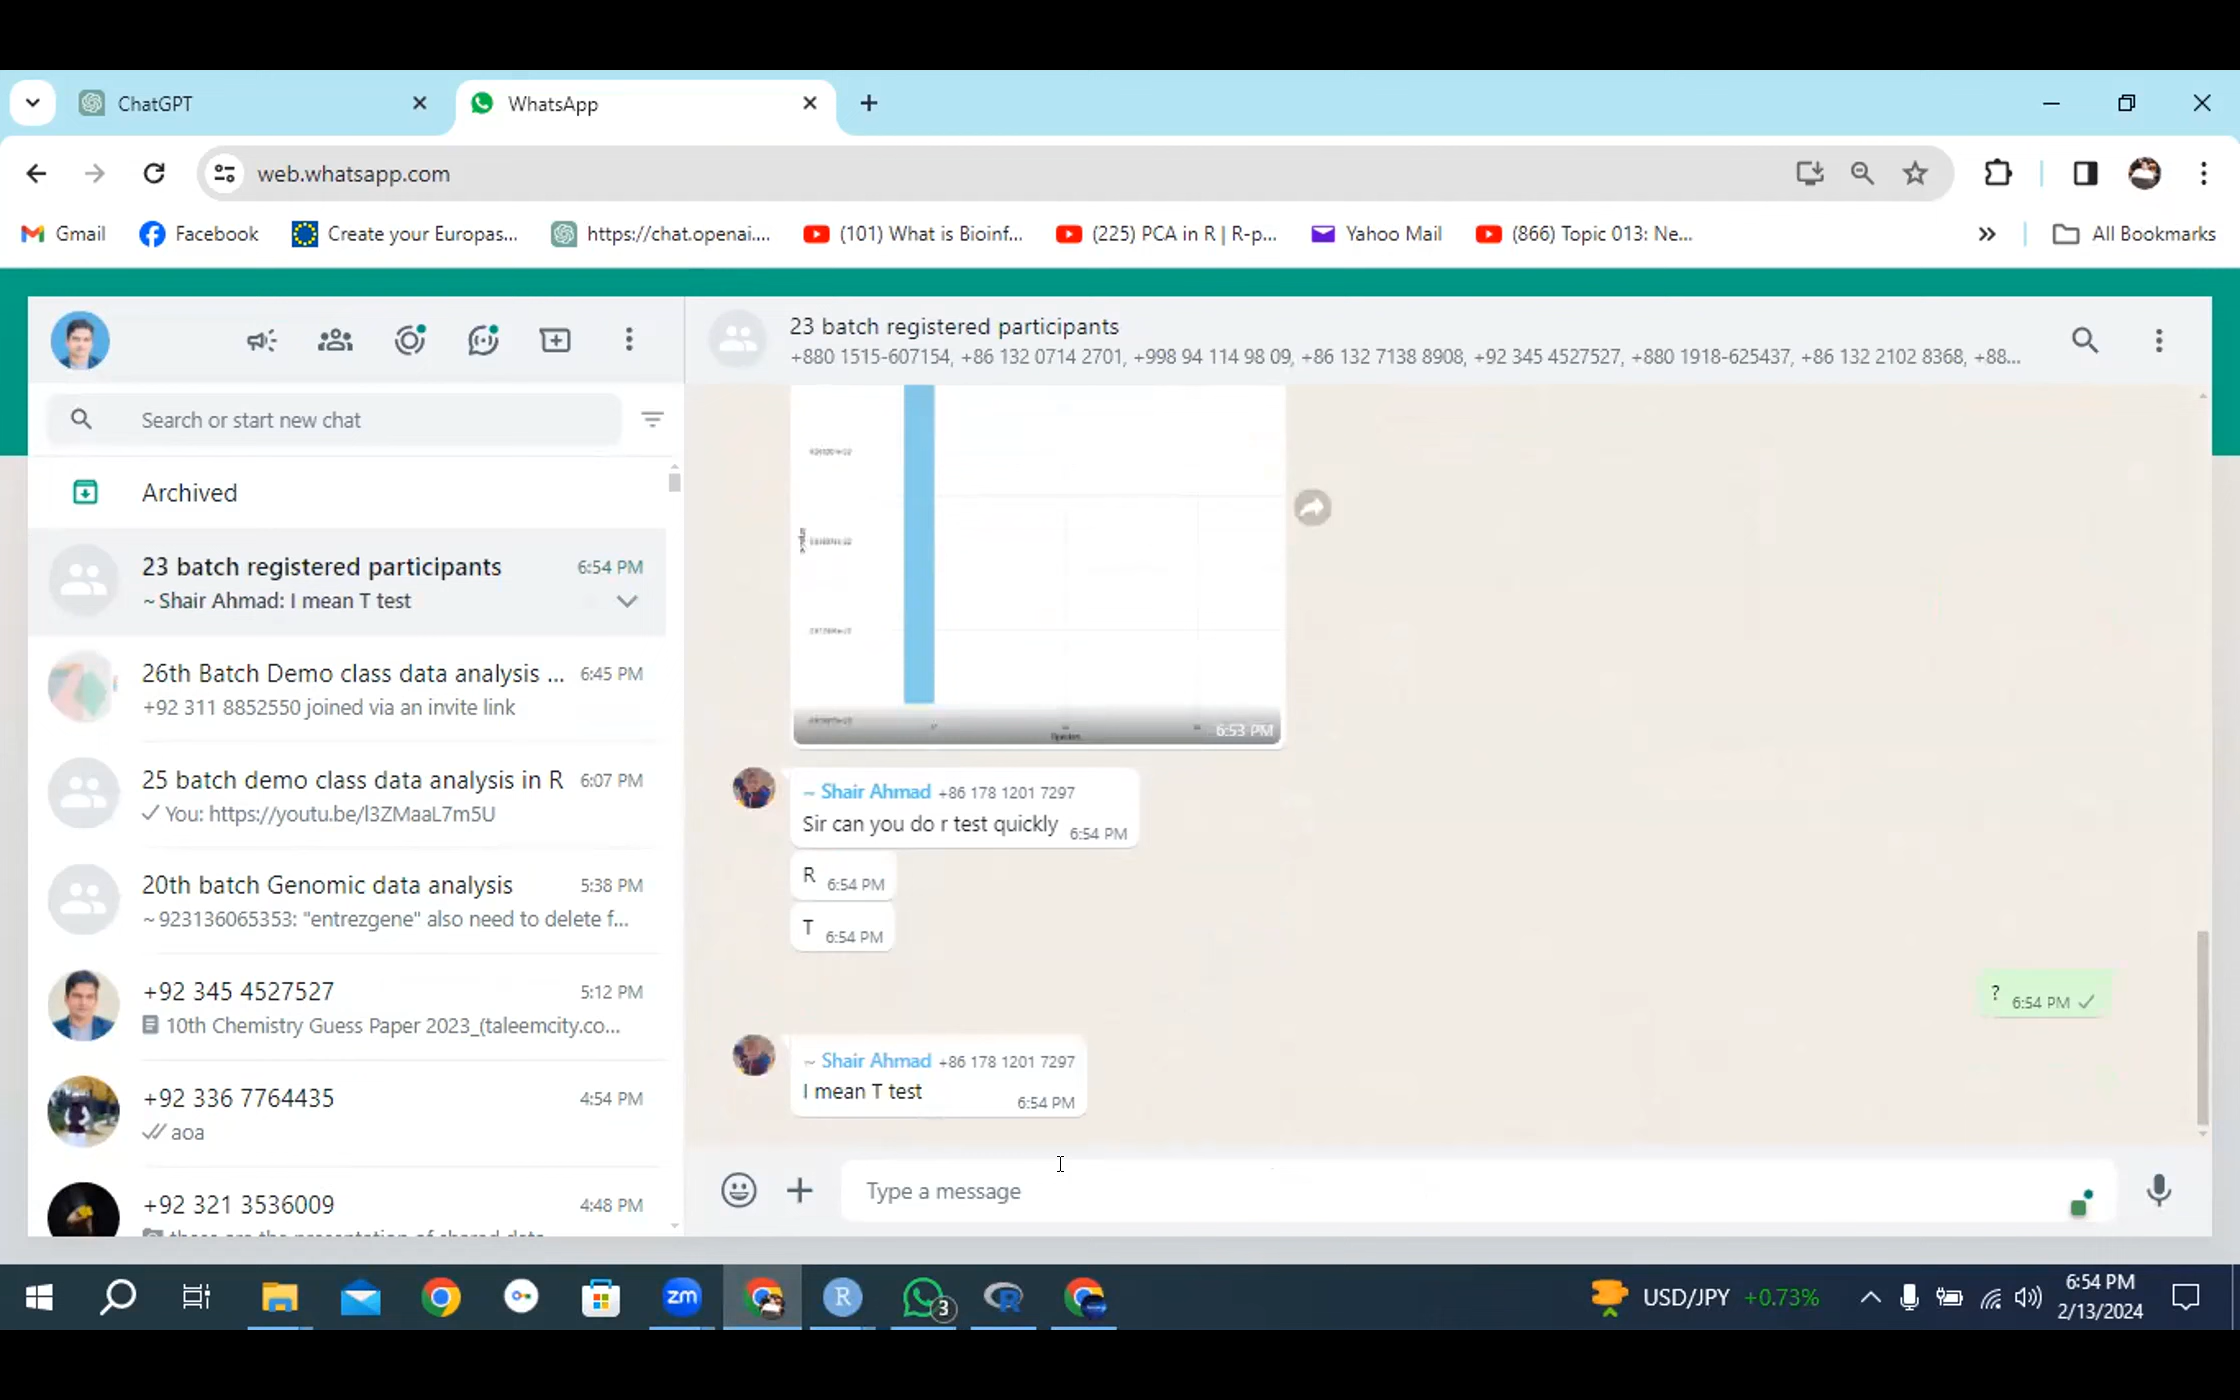 ChatGPT
WhatsApp
web.whatsapp.com
Gmail
Facebook
Create your Europas...
https://chat.openai....
(101) What is Bioinf...
(225) PCA in R | R-p...
Yahoo Mail
(866) Topic 013: Ne...
All Bookmarks
23 batch registered participants
+880 1515-607154, +86 132 0714 2701, +998 94 114 98 09, +86 132 7138 8908, +92 345 4527527, +880 1918-625437, +86 132 2102 8368, +88...
Search or start new chat
Archived
23 batch registered participants 6:54 PM
~ Shair Ahmad: I mean T test
26th Batch Demo class data analysis ... 6:45 PM
+92 311 8852550 joined via an invite link
25 batch demo class data analysis in R 6:07 PM
You: https://youtu.be/l3ZMaaL7m5U
20th batch Genomic data analysis 5:38 PM
~ 923136065353: "entrezgene" also need to delete f...
+92 345 4527527 5:12 PM
10th Chemistry Guess Paper 2023_(taleemcity.co...
+92 336 7764435 4:54 PM
aoa
+92 321 3536009 4:48 PM
6:53 PM
~ Shair Ahmad +86 178 1201 7297
Sir can you do r test quickly 6:54 PM
R 6:54 PM
T 6:54 PM
? 6:54 PM
~ Shair Ahmad +86 178 1201 7297
I mean T test
6:54 PM
Type a message
zm
R
3
R
USD/JPY +0.73%
6:54 PM
2/13/2024